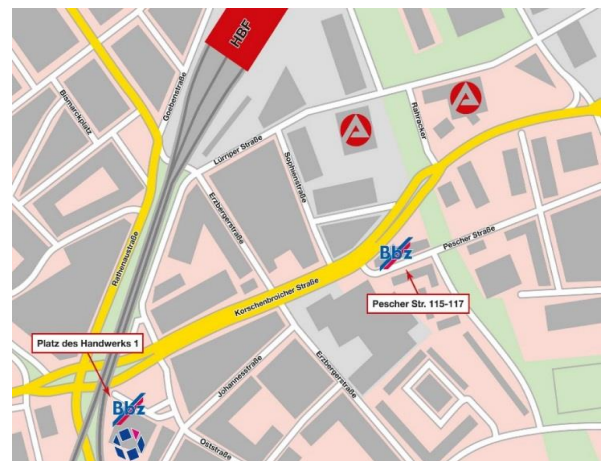 HBF
Goebenstraße
Bismarckplatz
Lürriper Straße
Sophienstraße
Rahracker
Erzbergerstraße
Rathenaustraße
Pescher Straße
Bbz
Pescher Str. 115-117
Korschenbroicher Straße
Platz des Handwerks 1
Johannesstraße
Erzbergerstraße
Bbz
Oststraße